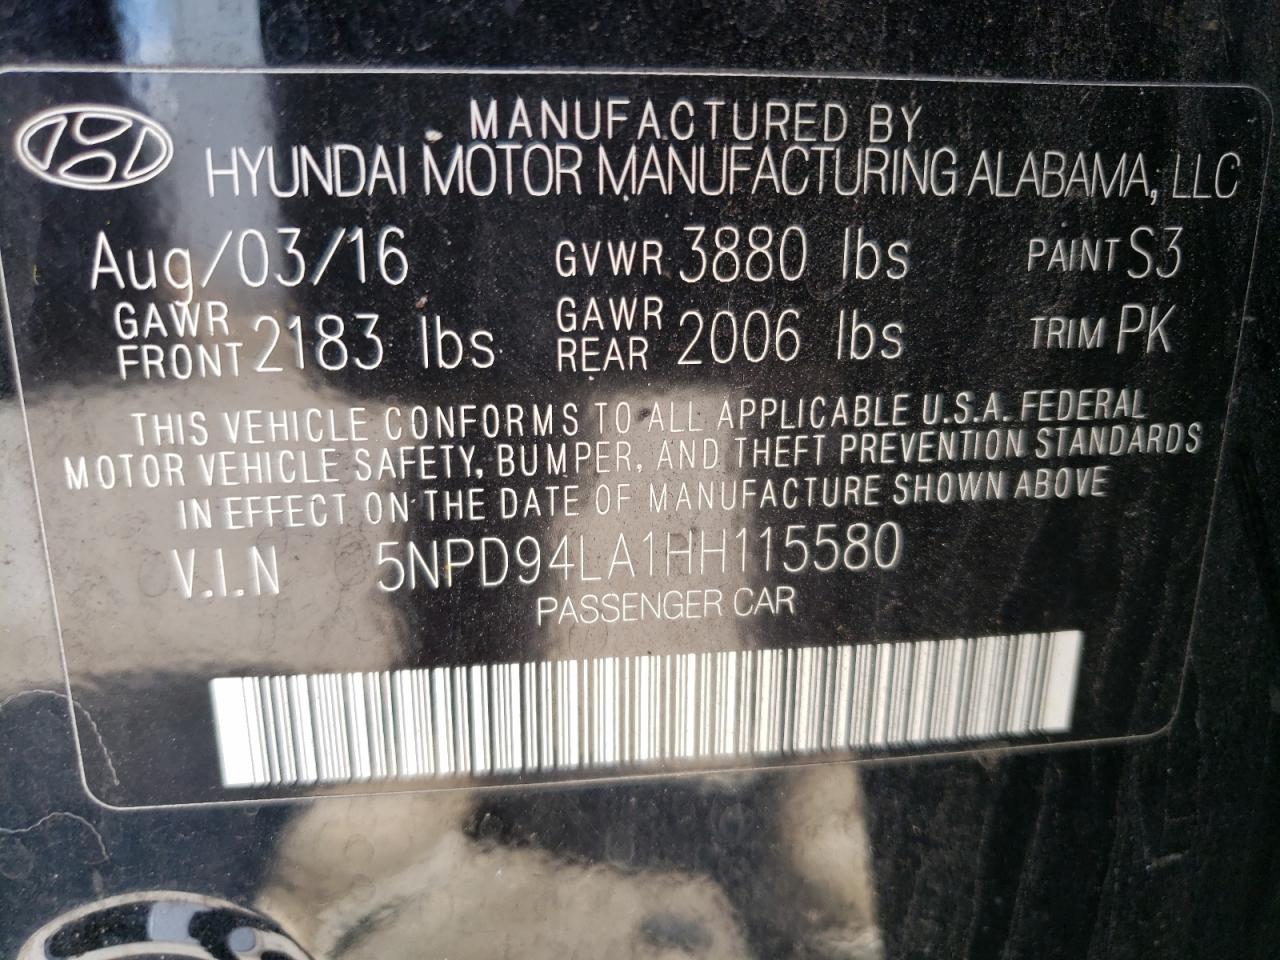 MANUFACTURED BY
HYUNDAI MOTOR MANUFACTURING ALABAMA, LLC
Aug/03/16 GVWR 3880 lbs PAINT S3
GAWR FRONT 2183 lbs GAWR REAR 2006 lbs TRIM PK
THIS VEHICLE CONFORMS TO ALL APPLICABLE U.S.A. FEDERAL
MOTOR VEHICLE SAFETY, BUMPER, AND THEFT PREVENTION STANDARDS
IN EFFECT ON THE DATE OF MANUFACTURE SHOWN ABOVE
V.I.N 5NPD94LA1HH115580
PASSENGER CAR